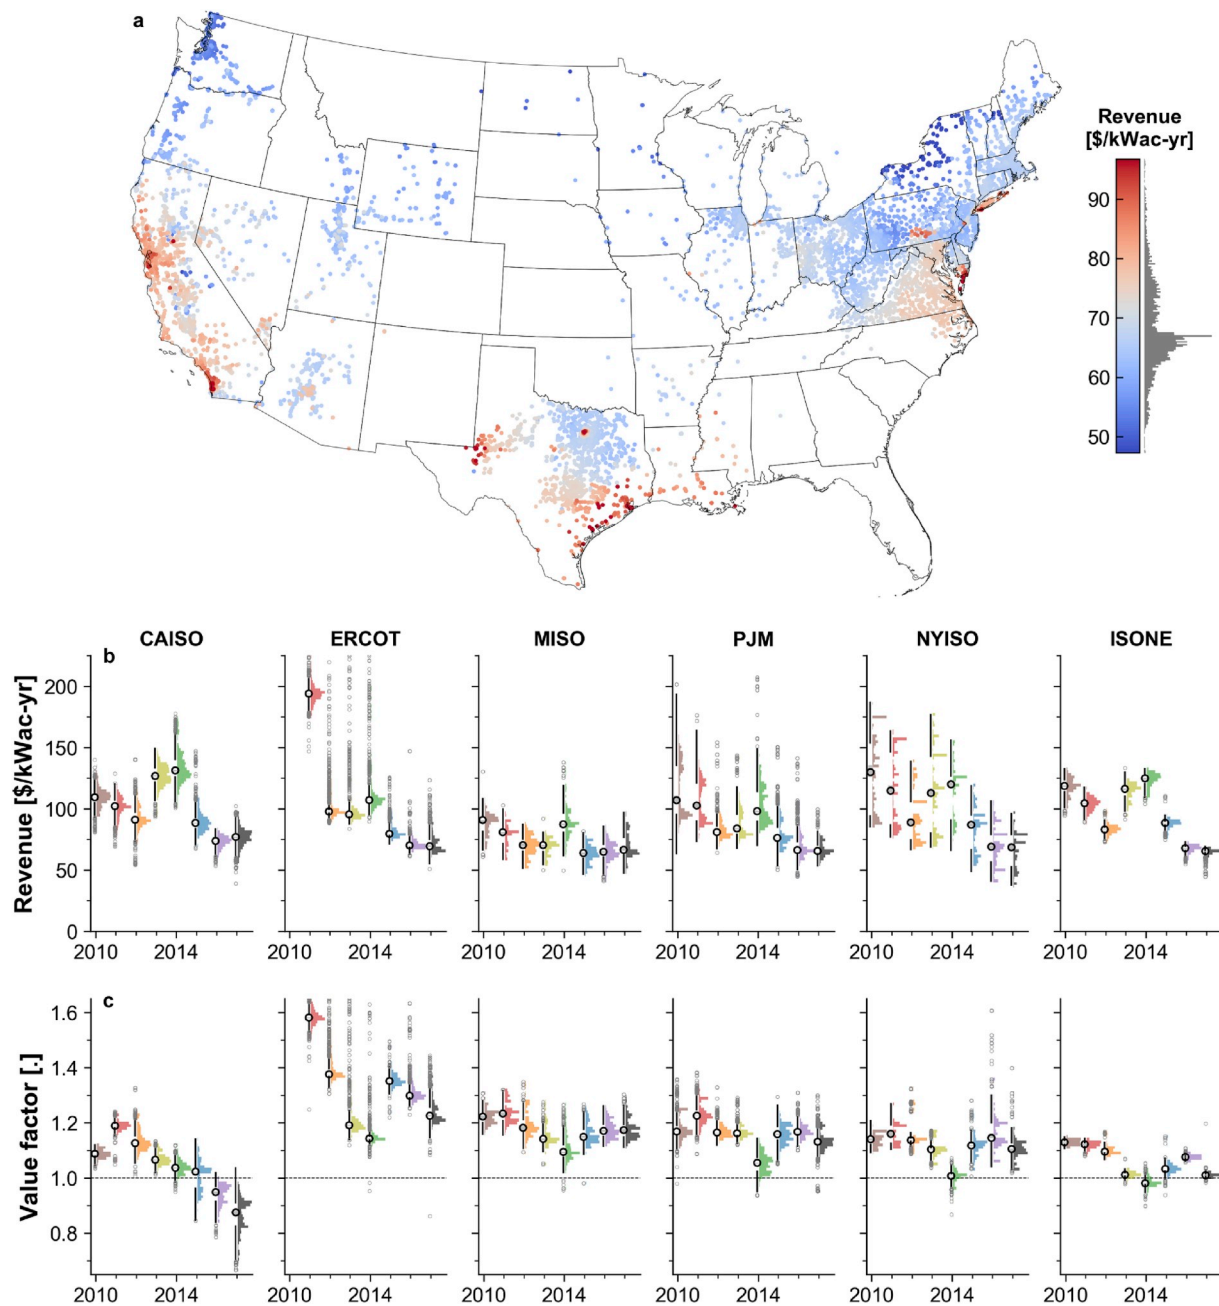 a
Revenue
[$/kWac-yr]
90
80
70
60
50
CAISO ERCOT MISO PJM NYISO ISONE
b
Revenue [$/kWac-yr]
200
150
100
50
0
2010 2014 2010 2014 2010 2014 2010 2014 2010 2014 2010 2014
c
Value factor [.]
1.6
1.4
1.2
1.0
0.8
2010 2014 2010 2014 2010 2014 2010 2014 2010 2014 2010 2014